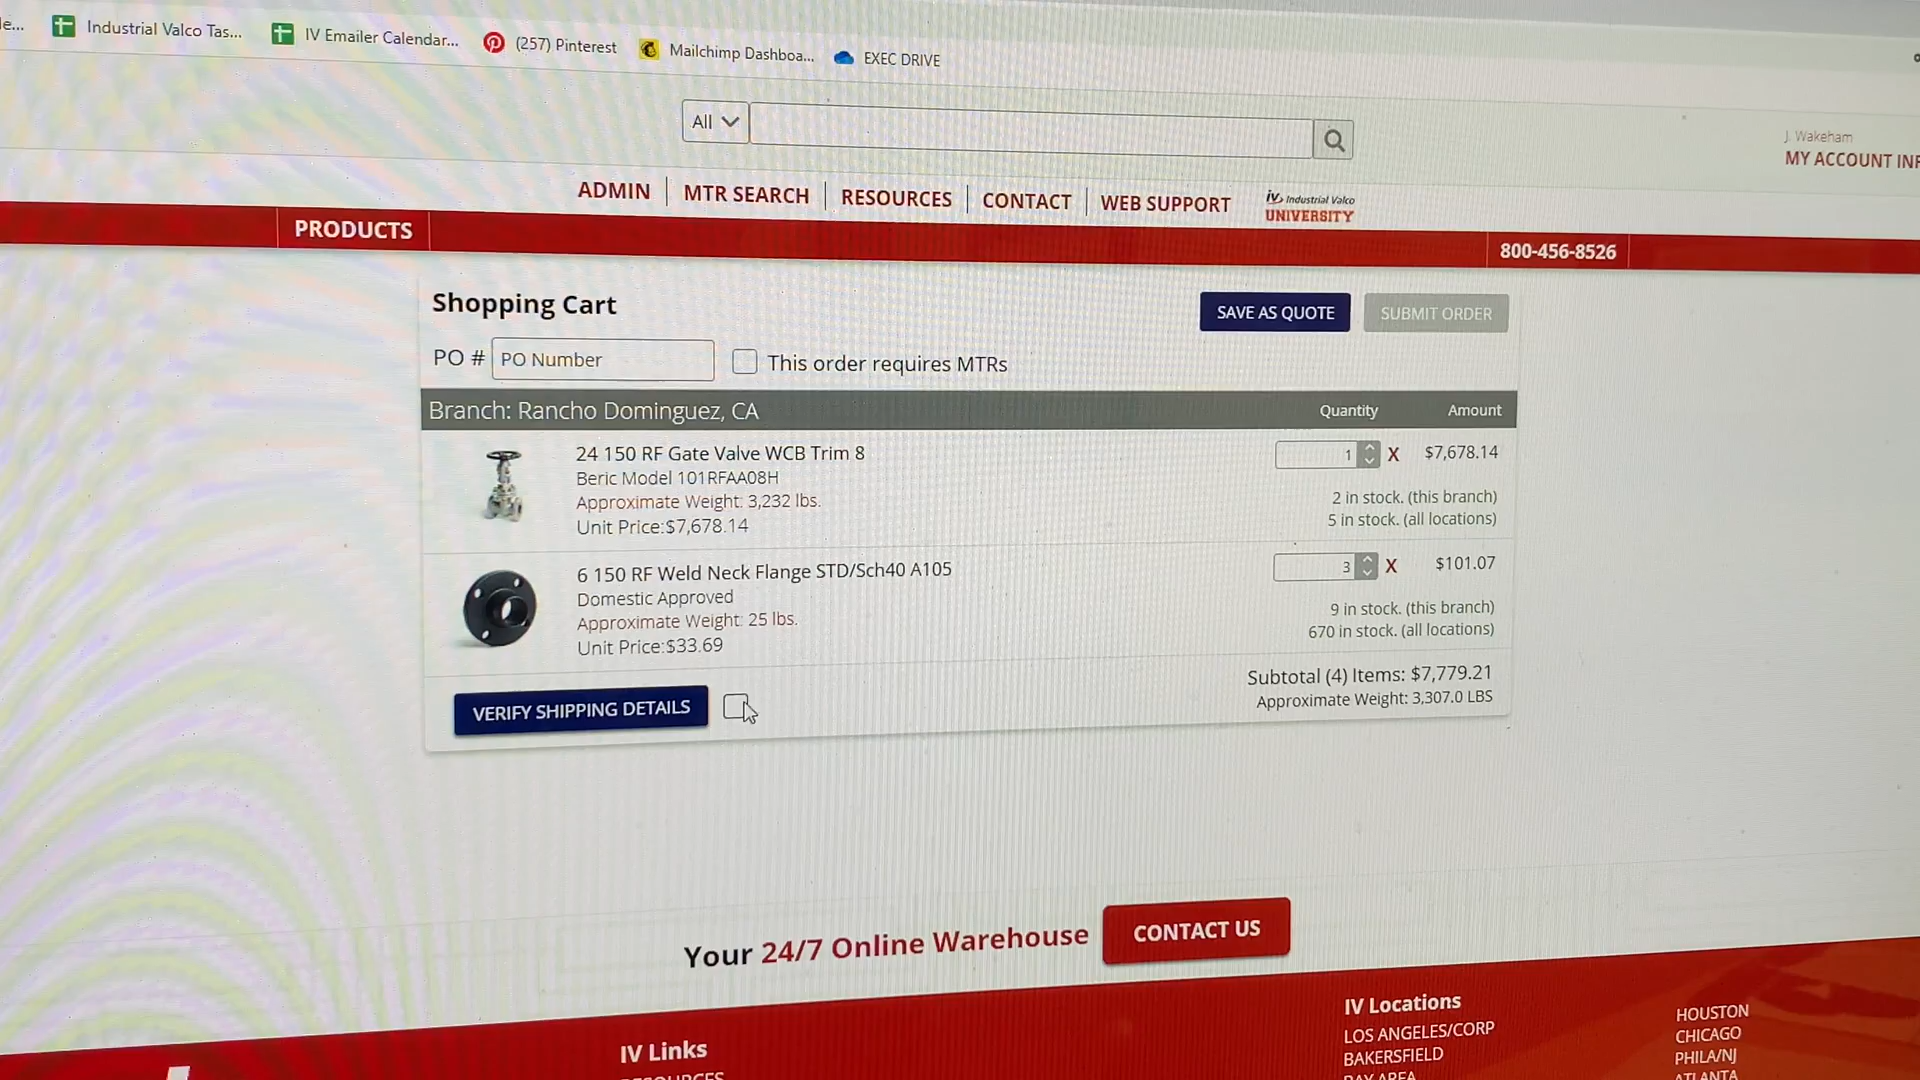 Industrial Valco Tas...
IV Emailer Calendar...
(257) Pinterest
Mailchimp Dashboa...
EXEC DRIVE
All
J. Wakeham
MY ACCOUNT INF
ADMIN
MTR SEARCH
RESOURCES
CONTACT
WEB SUPPORT
iv Industrial Valco
UNIVERSITY
PRODUCTS
800-456-8526
Shopping Cart
SAVE AS QUOTE
SUBMIT ORDER
PO # PO Number
This order requires MTRs
Branch: Rancho Dominguez, CA
Quantity
Amount
24 150 RF Gate Valve WCB Trim 8
Beric Model 101RFAA08H
Approximate Weight: 3,232 lbs.
Unit Price:$7,678.14
1 X $7,678.14
2 in stock. (this branch)
5 in stock. (all locations)
6 150 RF Weld Neck Flange STD/Sch40 A105
Domestic Approved
Approximate Weight: 25 lbs.
Unit Price:$33.69
3 X $101.07
9 in stock. (this branch)
670 in stock. (all locations)
VERIFY SHIPPING DETAILS
Subtotal (4) Items: $7,779.21
Approximate Weight: 3,307.0 LBS
Your 24/7 Online Warehouse
CONTACT US
IV Links
RESOURCES
IV Locations
LOS ANGELES/CORP
BAKERSFIELD
BAY AREA
HOUSTON
CHICAGO
PHILA/NJ
ATLANTA